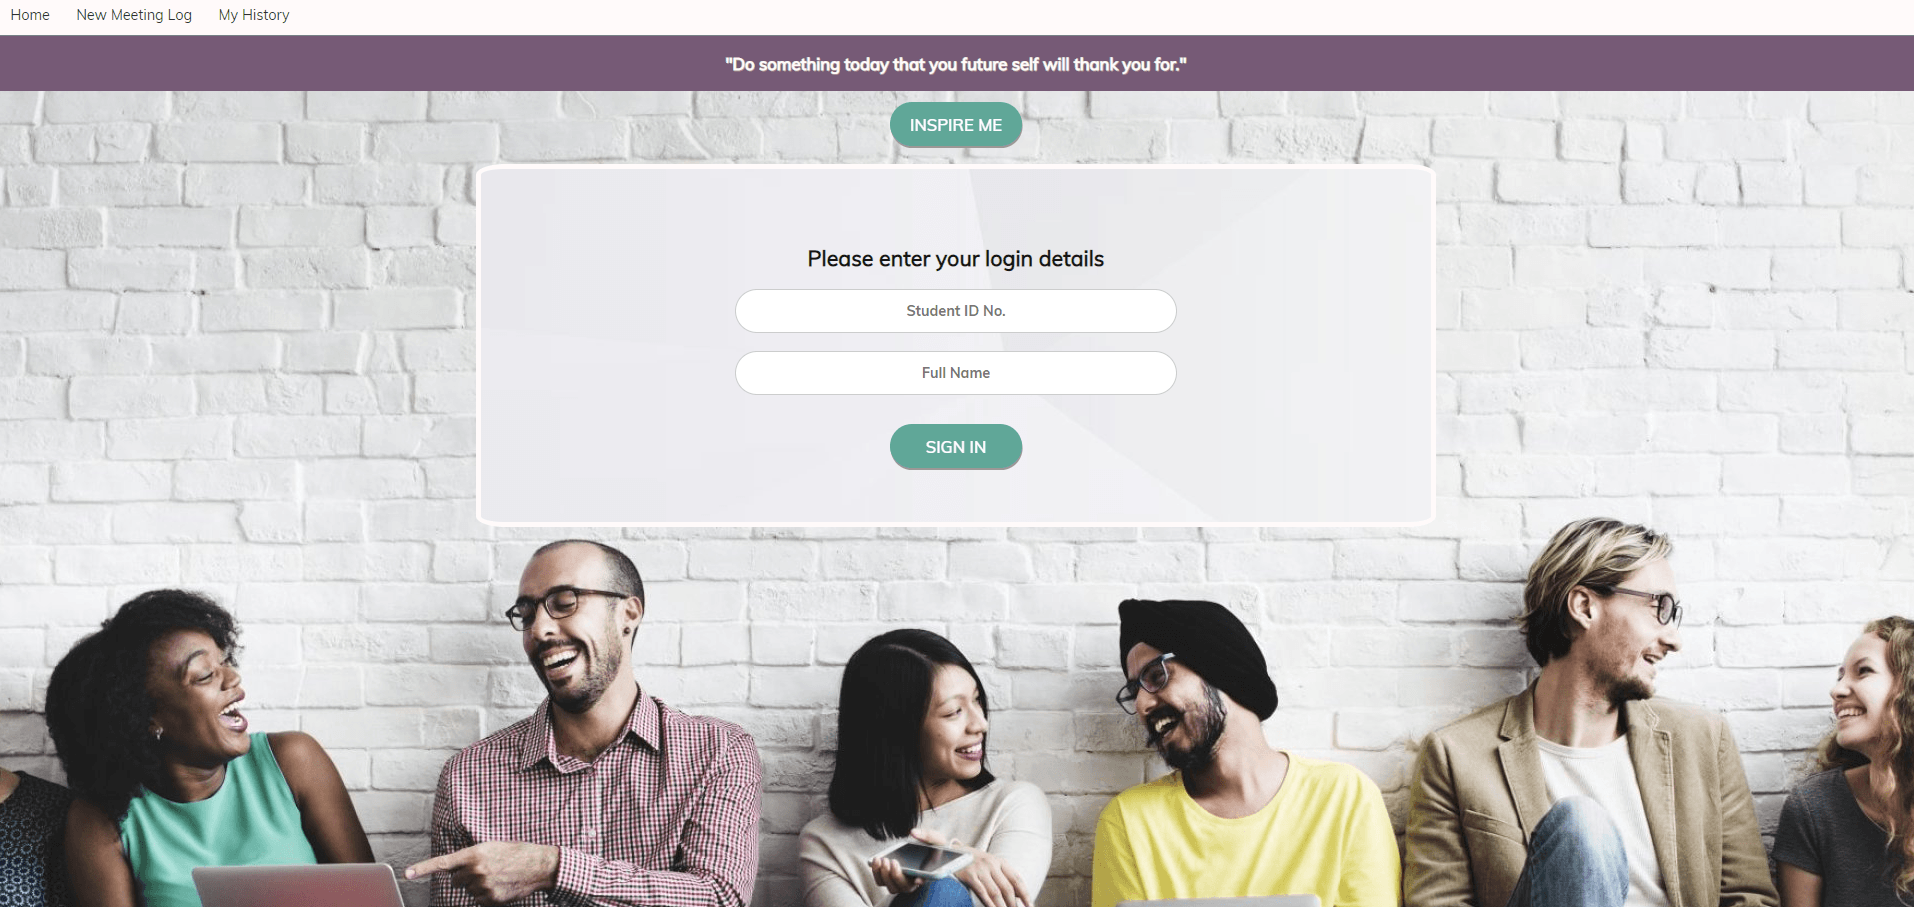 Home New Meeting Log My History
"Do something today that you future self will thank you for."
INSPIRE ME
Please enter your login details
Student ID No.
Full Name
SIGN IN